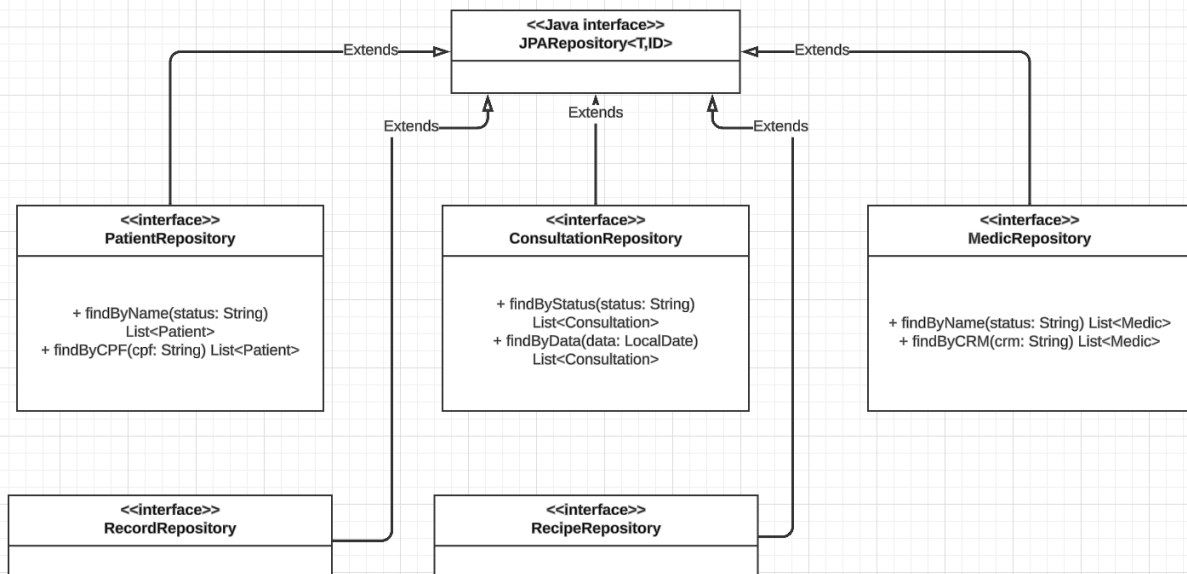 <<Java interface>>
JPARepository<T,ID>
Extends
Extends
Extends
Extends
Extends
<<interface>>
PatientRepository
+ findByName(status: String)
List<Patient>
+ findByCPF(cpf: String) List<Patient>
<<interface>>
ConsultationRepository
+ findByStatus(status: String)
List<Consultation>
+ findByData(data: LocalDate)
List<Consultation>
<<interface>>
MedicRepository
+ findByName(status: String) List<Medic>
+ findByCRM(crm: String) List<Medic>
<<interface>>
RecordRepository
<<interface>>
RecipeRepository